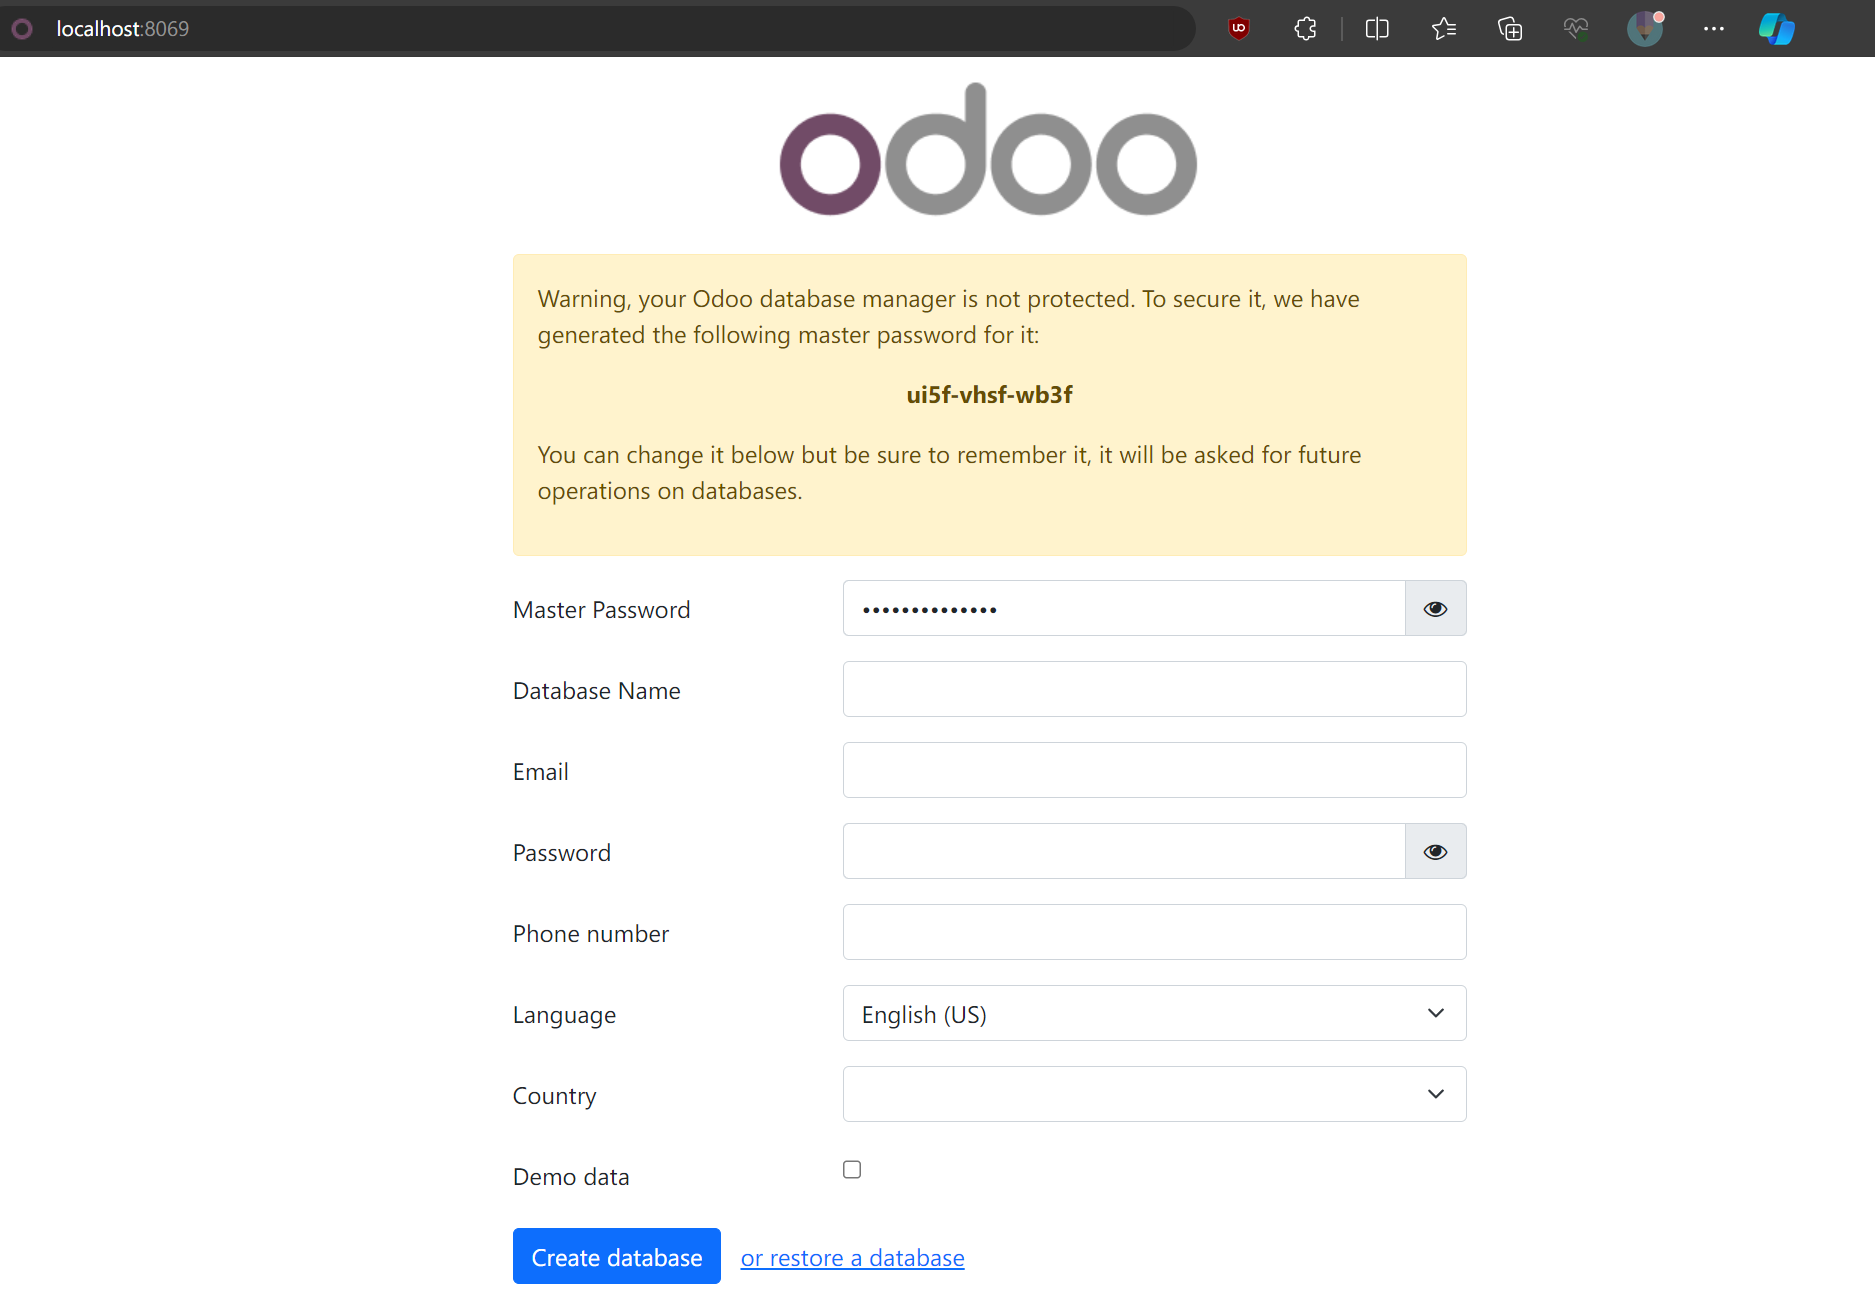 localhost:8069
odoo
Warning, your Odoo database manager is not protected. To secure it, we have
generated the following master password for it:
ui5f-vhsf-wb3f
You can change it below but be sure to remember it, it will be asked for future
operations on databases.
Master Password ••••••••••••••
Database Name
Email
Password
Phone number
Language English (US)
Country
Demo data
Create database or restore a database